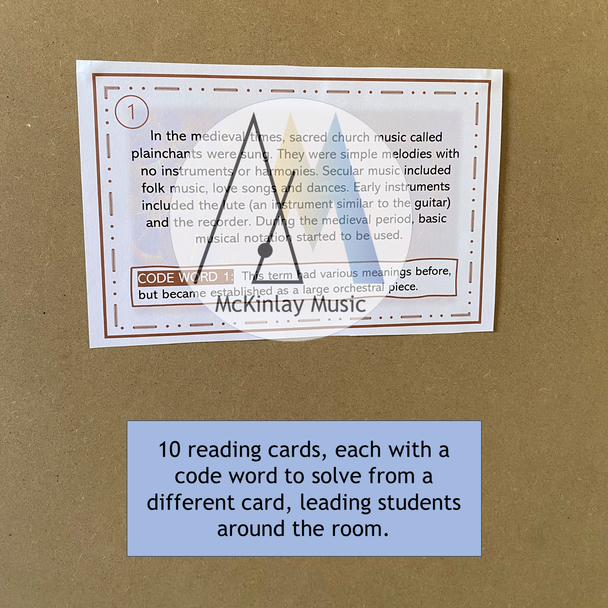 1
In the medieval times, sacred church music called
plainchants were sung. They were simple melodies with
no instruments or harmonies. Secular music included
folk music, love songs and dances. Early instruments
included the lute (an instrument similar to the guitar)
and the recorder. During the medieval period, basic
musical notation started to be used.
CODE WORD 1: This term had various meanings before,
but became established as a large orchestral piece.
McKinlay Music
10 reading cards, each with a
code word to solve from a
different card, leading students
around the room.